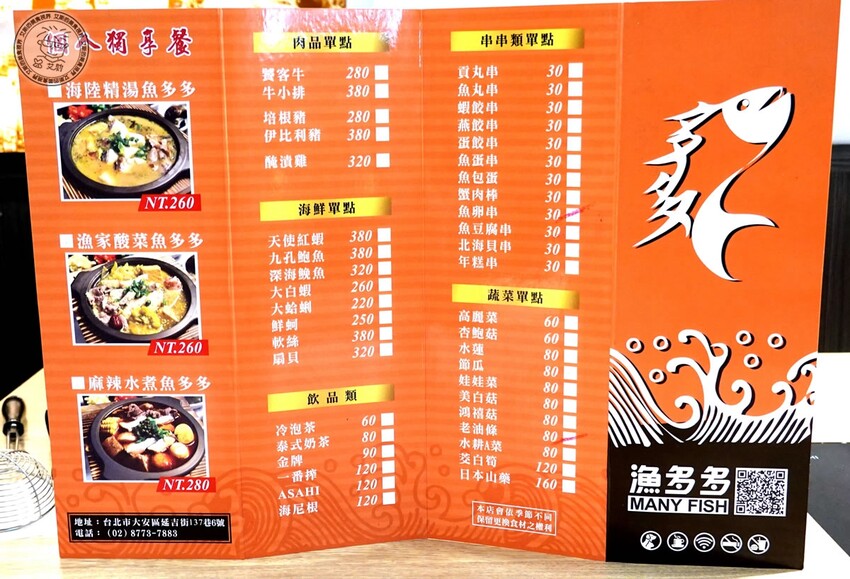 個人獨享餐
海陸精湯魚多多
NT.260
漁家酸菜魚多多
NT.260
麻辣水煮魚多多
NT.280
地址：台北市大安區延吉街137巷6號
電話：（02）8773-7883
肉品單點
饕客牛 280
牛小排 380
培根豬 280
伊比利豬 380
醃漬雞 320
海鮮單點
天使紅蝦 380
九孔鮑魚 380
深海鮸魚 320
大白蝦 260
大蛤蜊 220
鮮蚵 250
軟絲 380
扇貝 320
飲品類
冷泡茶 60
泰式奶茶 80
金牌 90
一番搾 120
ASAHI 120
海尼根 120
串串類單點
貢丸串 30
魚丸串 30
蝦餃串 30
燕餃串 30
蛋餃串 30
魚蛋串 30
魚包蛋 30
蟹肉棒 30
魚卵串 30
魚豆腐串 30
北海貝串 30
年糕串 30
蔬菜單點
高麗菜 60
杏鮑菇 60
水蓮 80
節瓜 80
娃娃菜 80
美白菇 80
鴻禧菇 80
老油條 80
水耕A菜 80
茭白筍 120
日本山藥 160
本店會依季節不同
保留更換食材之權利
多多
漁多多
MANY FISH